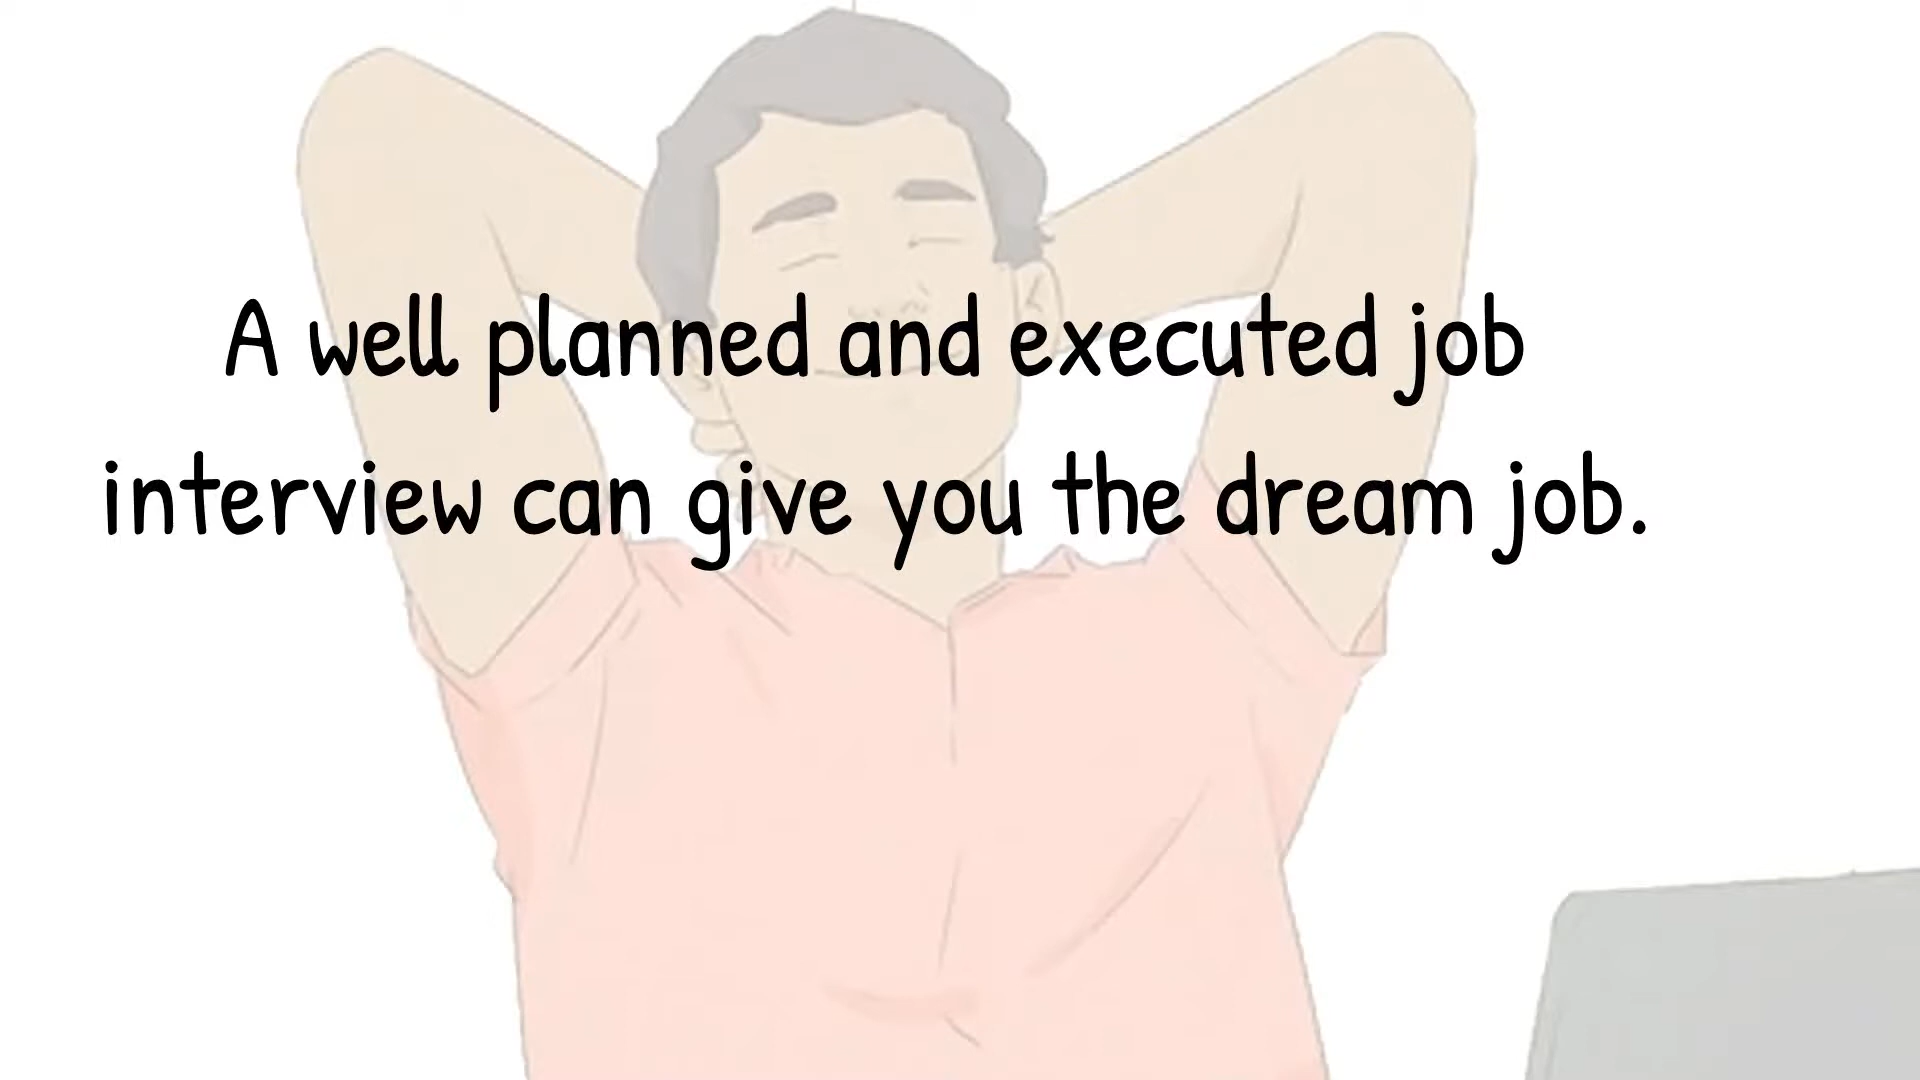 A well planned and executed job
interview can give you the dream job.